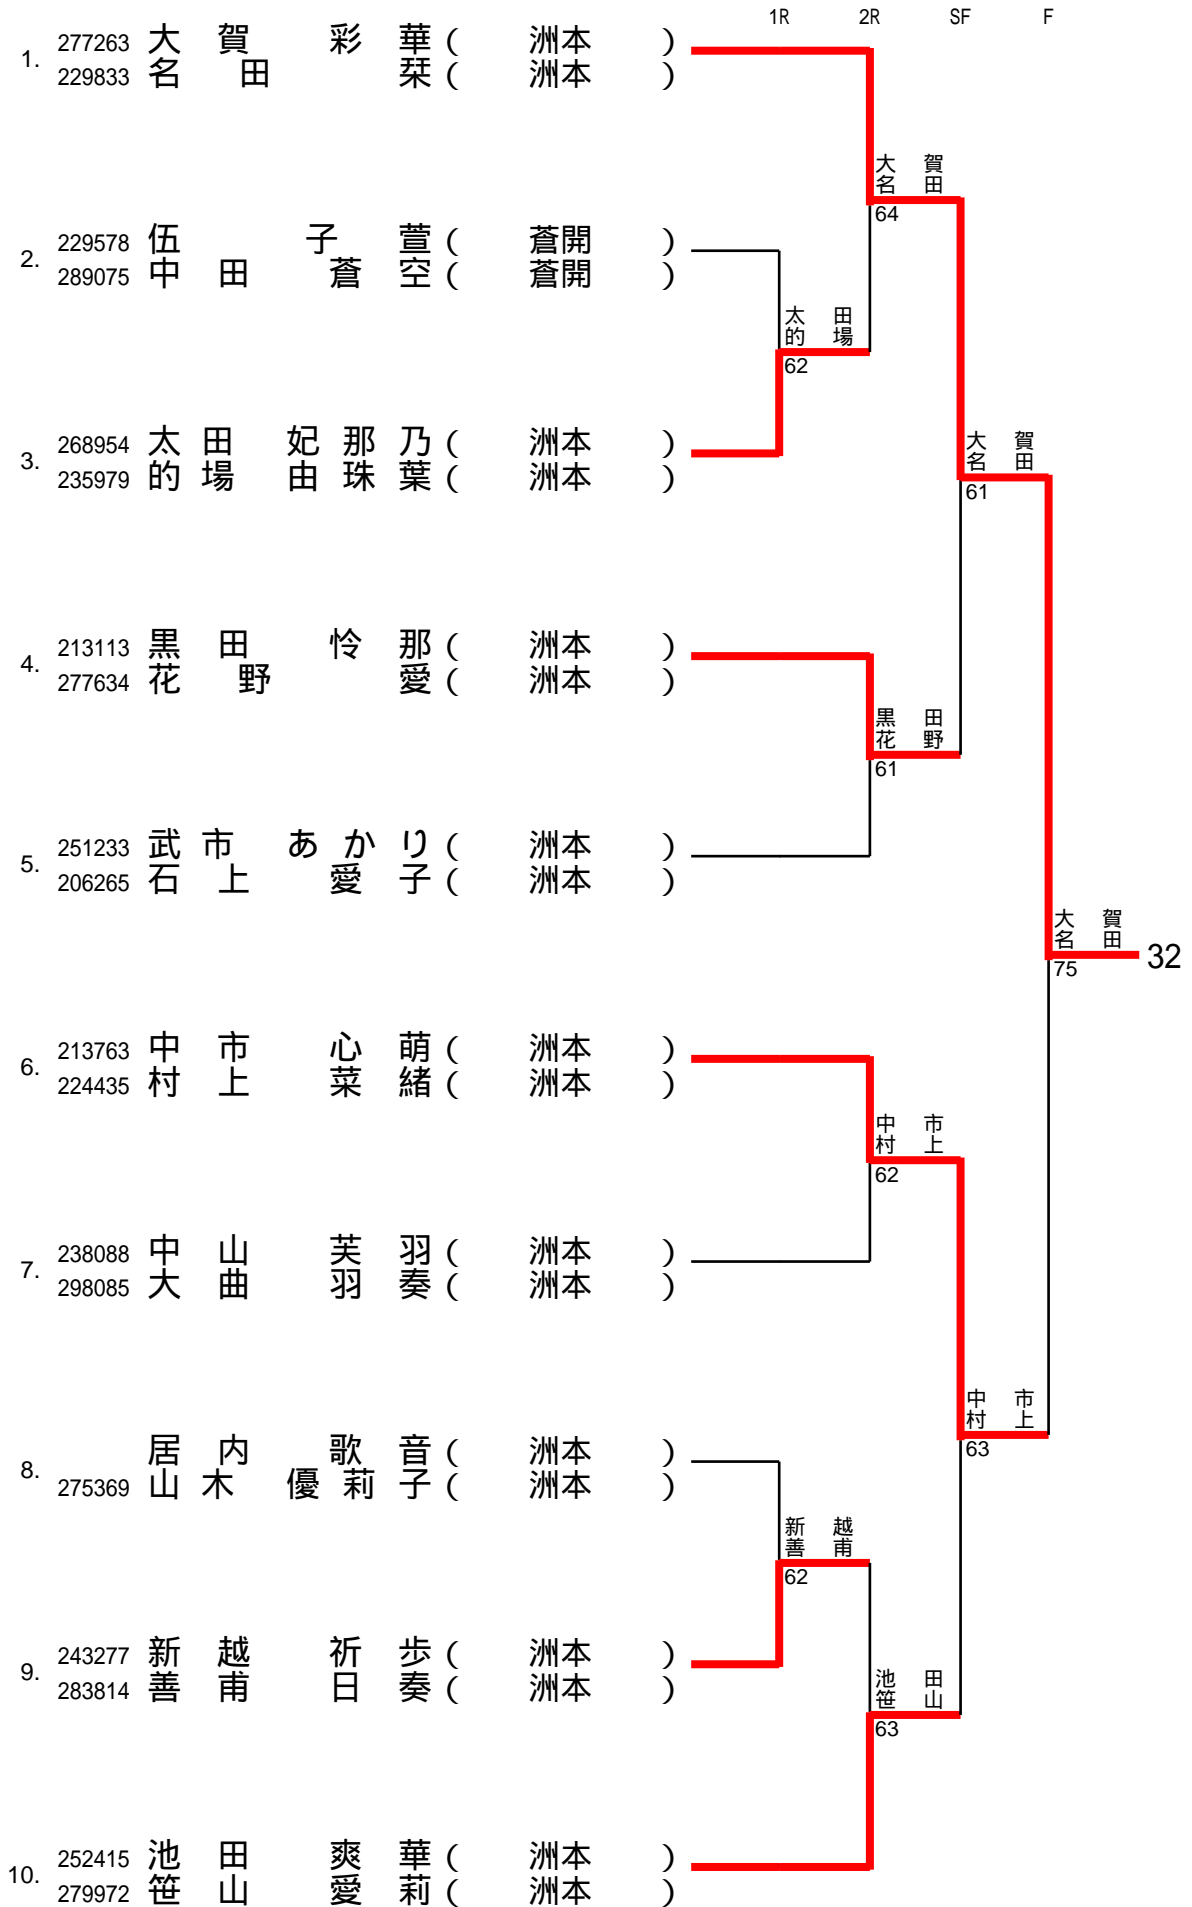 1R 2R SF F
1. 277263 大賀 彩華 ( 洲本 )
229833 名田 栞 ( 洲本 )
大賀
名田
64
2. 229578 伍 子萱 ( 蒼開 )
289075 中田 蒼空 ( 蒼開 )
太田
的場
62
3. 268954 太田 妃那乃 ( 洲本 )
235979 的場 由珠葉 ( 洲本 )
大賀
名田
61
4. 213113 黒田 怜那 ( 洲本 )
277634 花野 愛 ( 洲本 )
黒田
花野
61
5. 251233 武市 あかり ( 洲本 )
206265 石上 愛子 ( 洲本 )
大賀
名田
75
32
6. 213763 中市 心萌 ( 洲本 )
224435 村上 菜緒 ( 洲本 )
中市
村上
62
7. 238088 中山 芙羽 ( 洲本 )
298085 大曲 羽奏 ( 洲本 )
中市
村上
63
8. 居内 歌音 ( 洲本 )
275369 山木 優莉子 ( 洲本 )
新越
善甫
62
9. 243277 新越 祈歩 ( 洲本 )
283814 善甫 日奏 ( 洲本 )
池田
笹山
63
10. 252415 池田 爽華 ( 洲本 )
279972 笹山 愛莉 ( 洲本 )